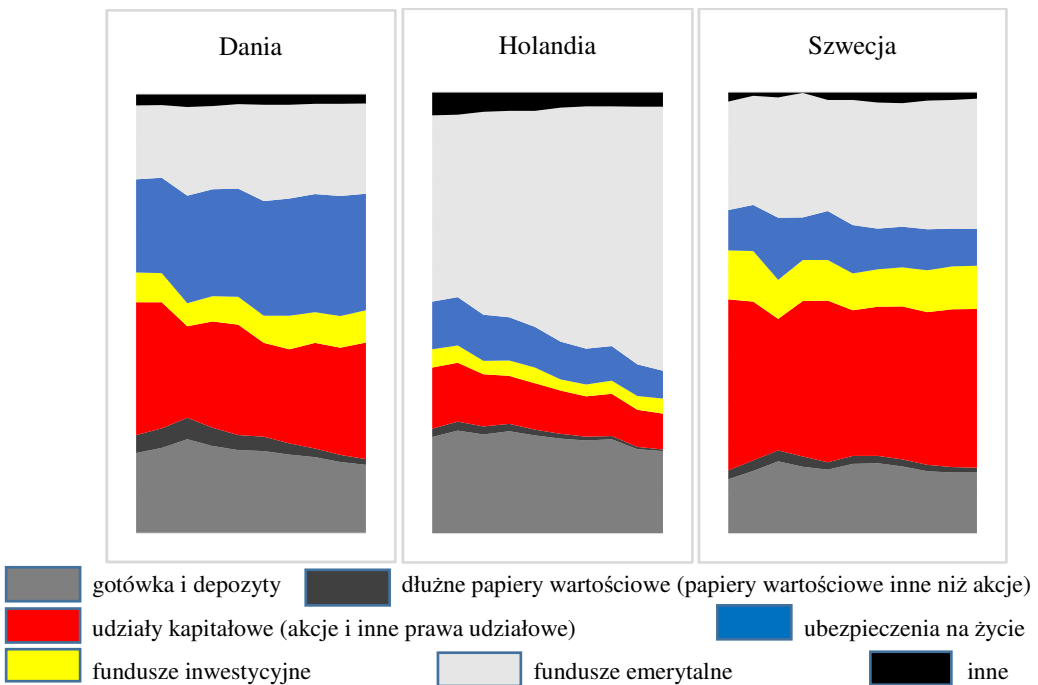 Dania
Holandia
Szwecja
gotówka i depozyty
dłużne papiery wartościowe (papiery wartościowe inne niż akcje)
udziały kapitałowe (akcje i inne prawa udziałowe)
ubezpieczenia na życie
fundusze inwestycyjne
fundusze emerytalne
inne